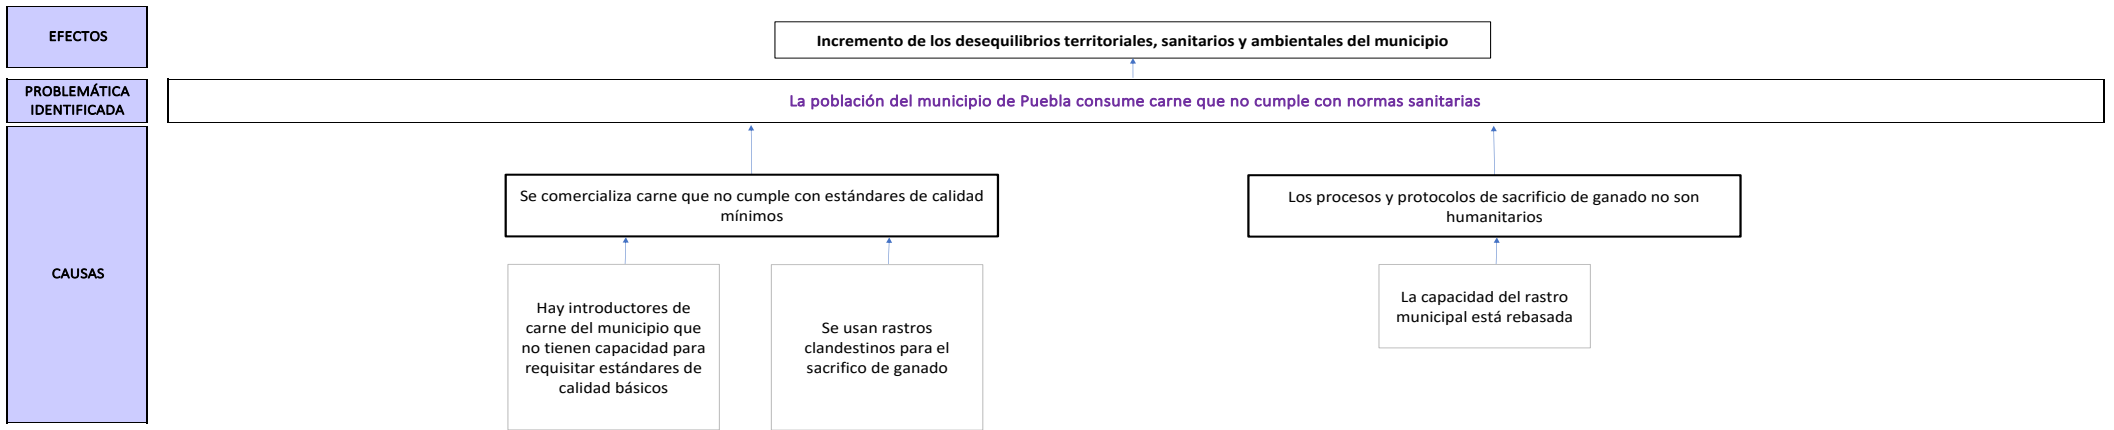 EFECTOS
Incremento de los desequilibrios territoriales, sanitarios y ambientales del municipio
PROBLEMÁTICA
IDENTIFICADA
La población del municipio de Puebla consume carne que no cumple con normas sanitarias
CAUSAS
Se comercializa carne que no cumple con estándares de calidad
mínimos
Los procesos y protocolos de sacrificio de ganado no son
humanitarios
Hay introductores de
carne del municipio que
no tienen capacidad para
requisitar estándares de
calidad básicos
Se usan rastros
clandestinos para el
sacrifico de ganado
La capacidad del rastro
municipal está rebasada